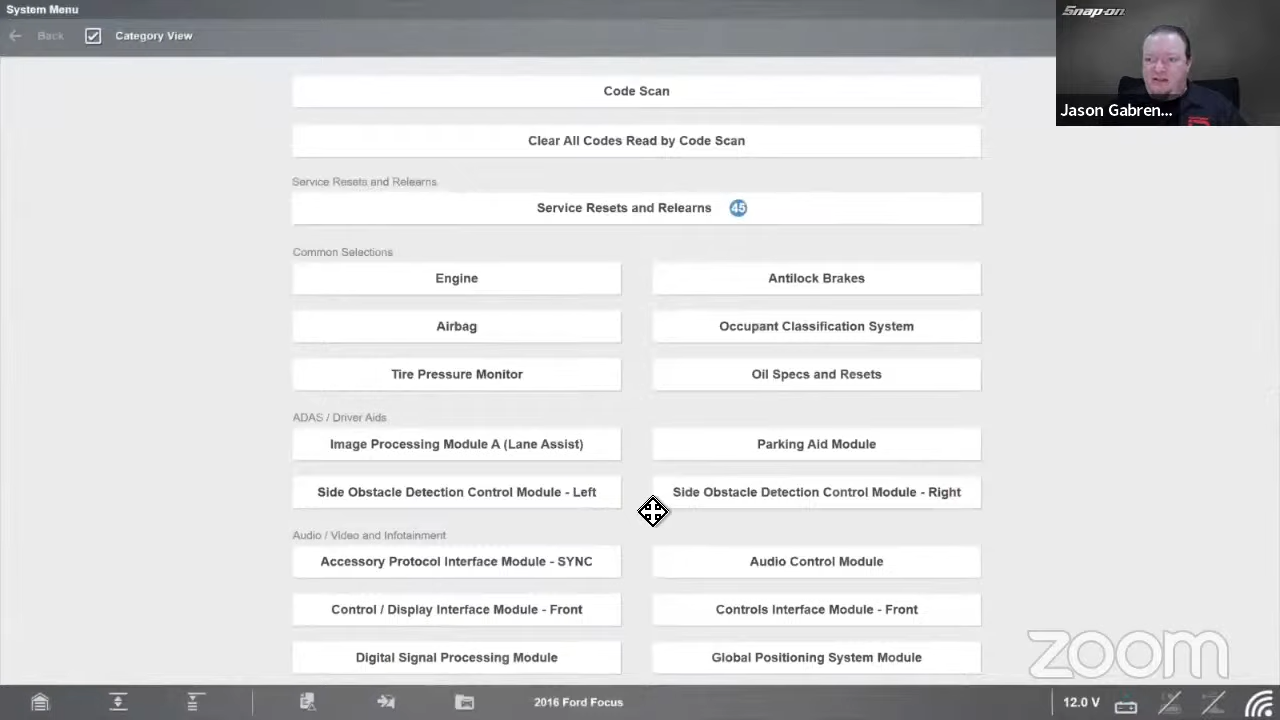 System Menu
Back
Category View
Snap-on
Jason Gabren...
Code Scan
Clear All Codes Read by Code Scan
Service Resets and Relearns
Service Resets and Relearns 45
Common Selections
Engine
Antilock Brakes
Airbag
Occupant Classification System
Tire Pressure Monitor
Oil Specs and Resets
ADAS / Driver Aids
Image Processing Module A (Lane Assist)
Parking Aid Module
Side Obstacle Detection Control Module - Left
Side Obstacle Detection Control Module - Right
Audio / Video and Infotainment
Accessory Protocol Interface Module - SYNC
Audio Control Module
Control / Display Interface Module - Front
Controls Interface Module - Front
Digital Signal Processing Module
Global Positioning System Module
zoom
2016 Ford Focus
12.0 V